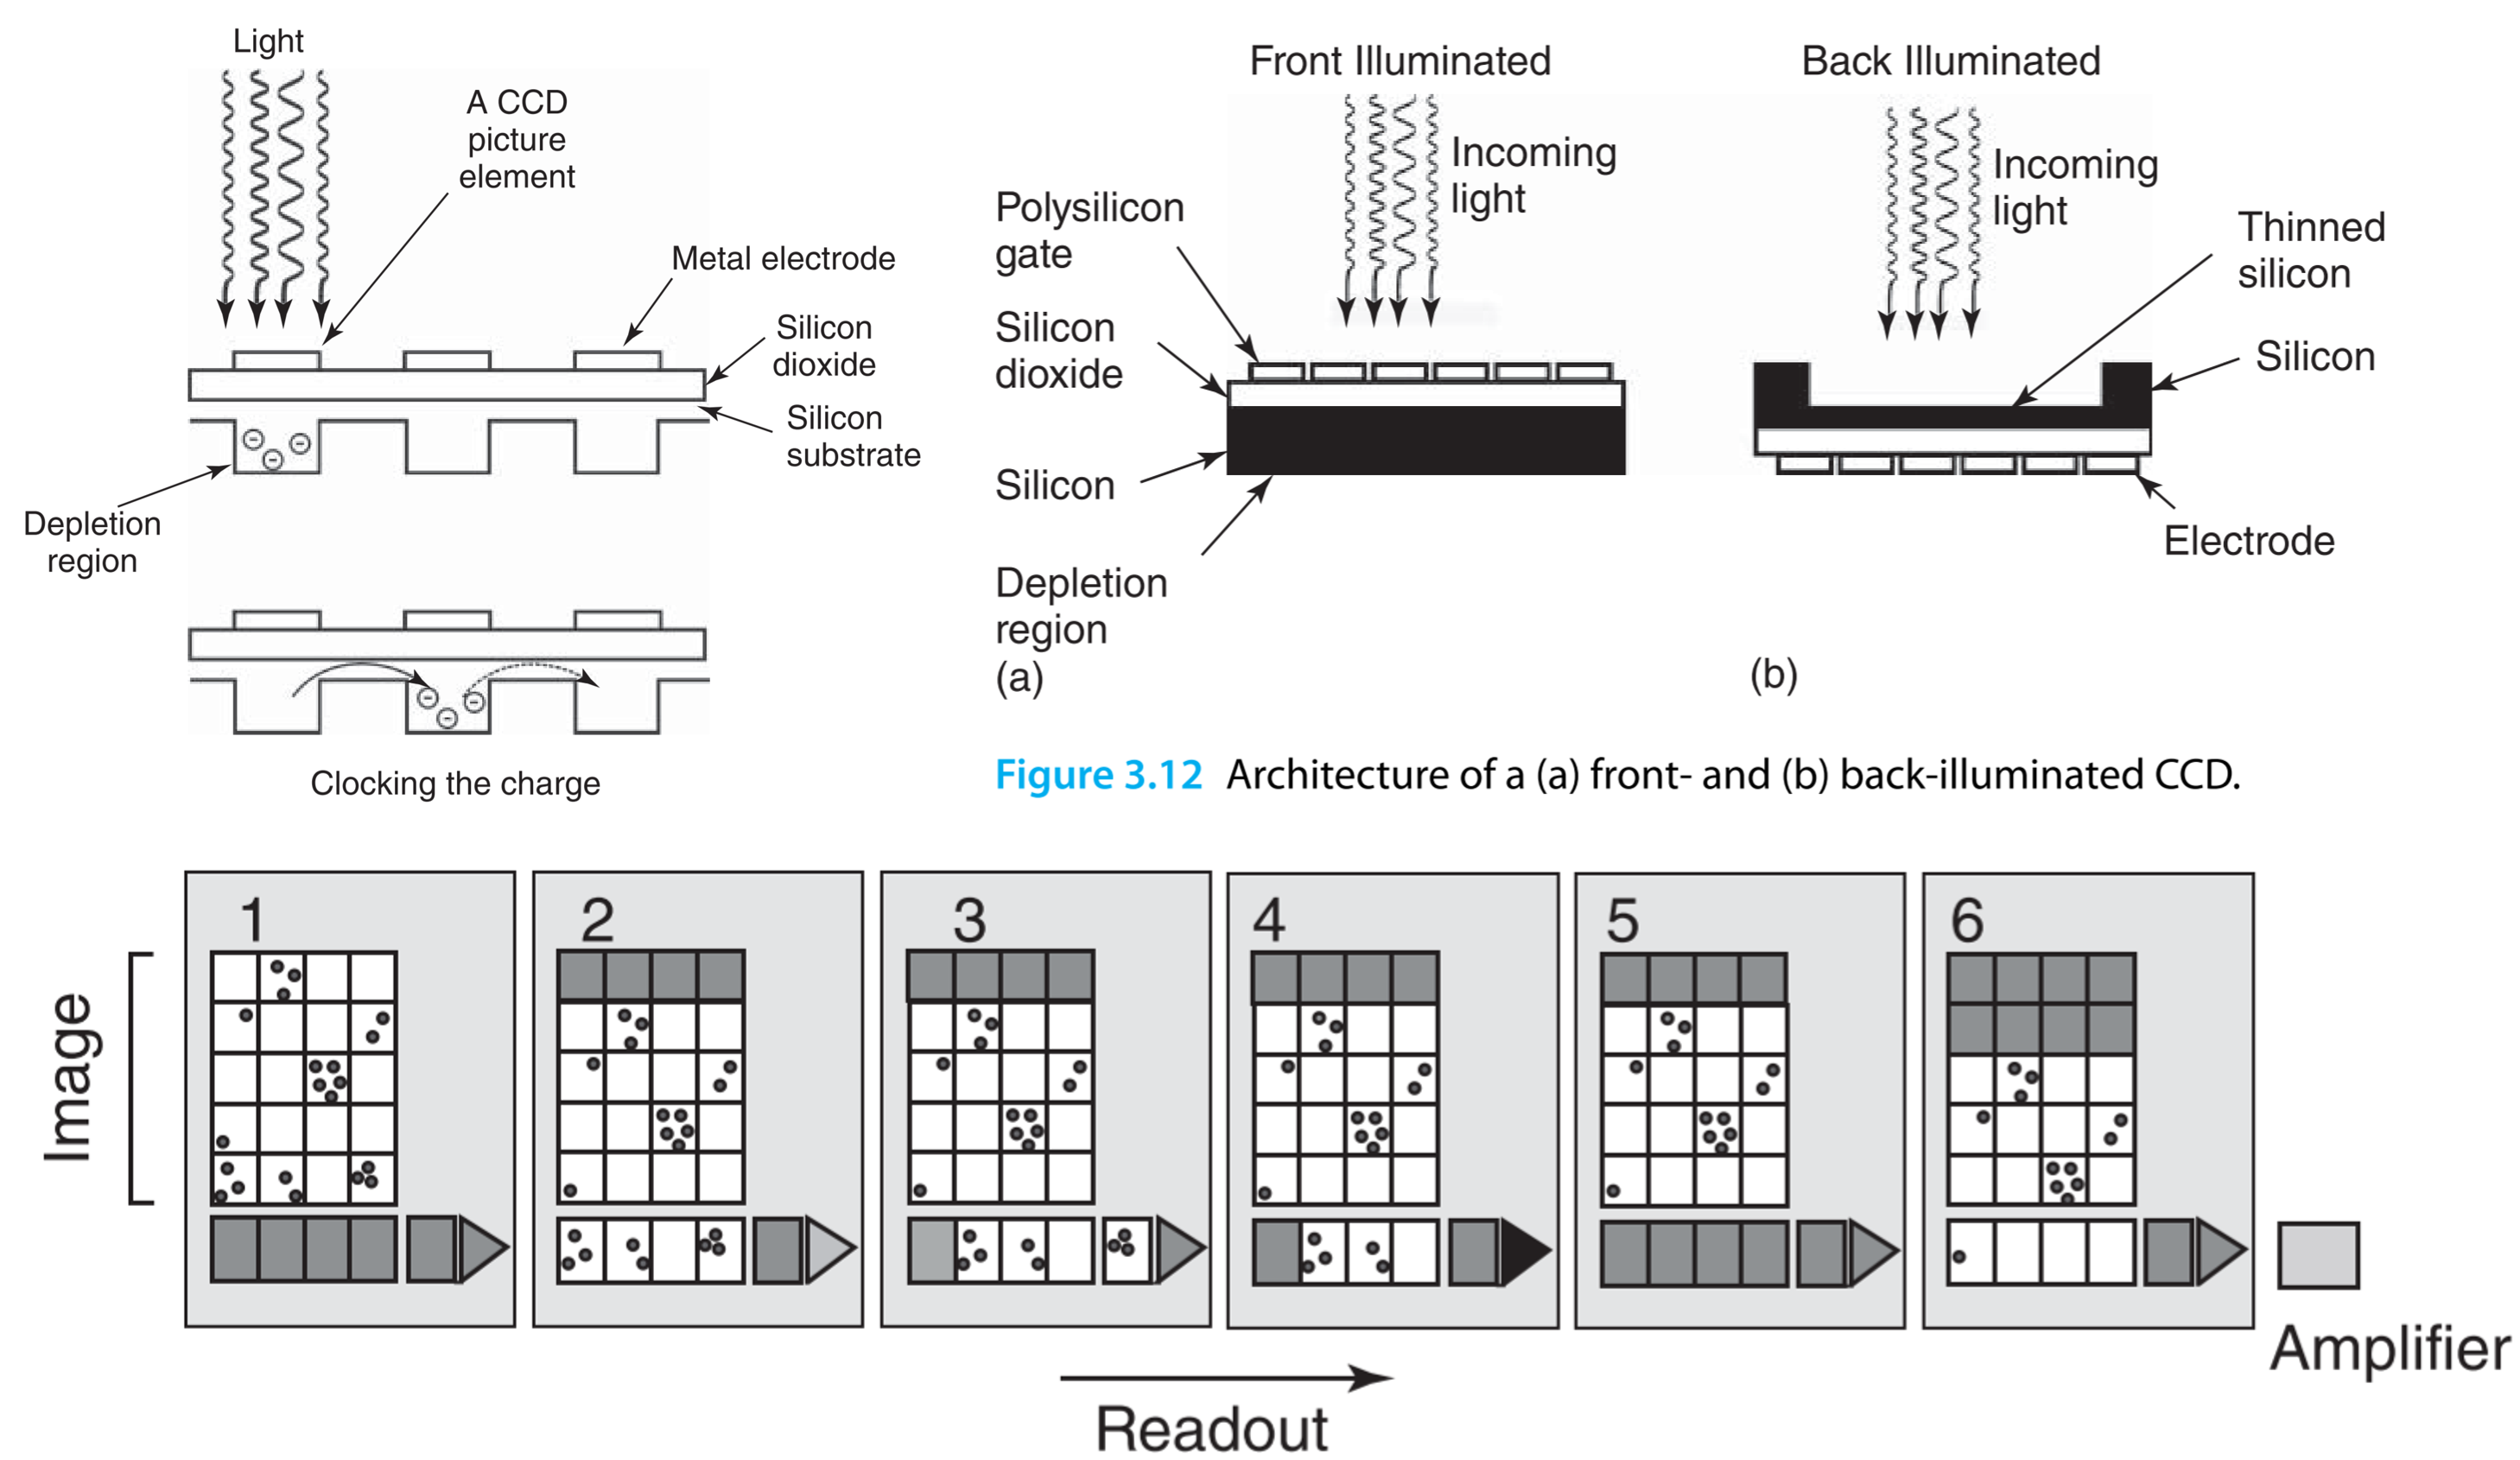 Light
A CCD
picture
element
Metal electrode
Silicon
dioxide
Silicon
substrate
Depletion
region
Clocking the charge
Front Illuminated
Incoming
light
Polysilicon
gate
Silicon
dioxide
Silicon
Depletion
region
(a)
Back Illuminated
Incoming
light
Thinned
silicon
Silicon
Electrode
(b)
Figure 3.12 Architecture of a (a) front- and (b) back-illuminated CCD.
Image
1
2
3
4
5
6
Readout
Amplifier